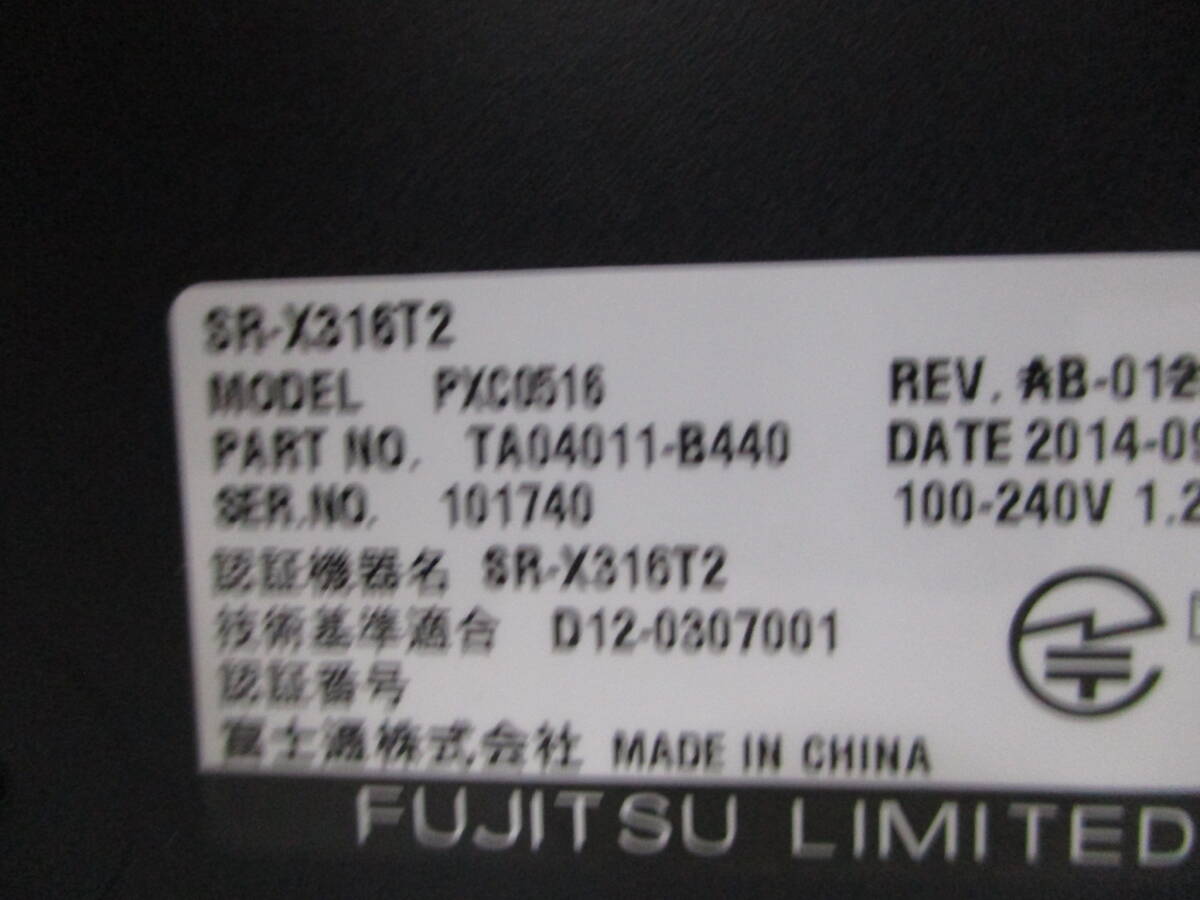 SR-X316T2
MODEL PXC0516 REV. AB-012
PART NO. TA04011-B440 DATE 2014-09
SER.NO. 101740 100-240V 1.2
認証機器名 SR-X316T2
技術基準適合 D12-0307001
認証番号
富士通株式会社 MADE IN CHINA
FUJITSU LIMITED